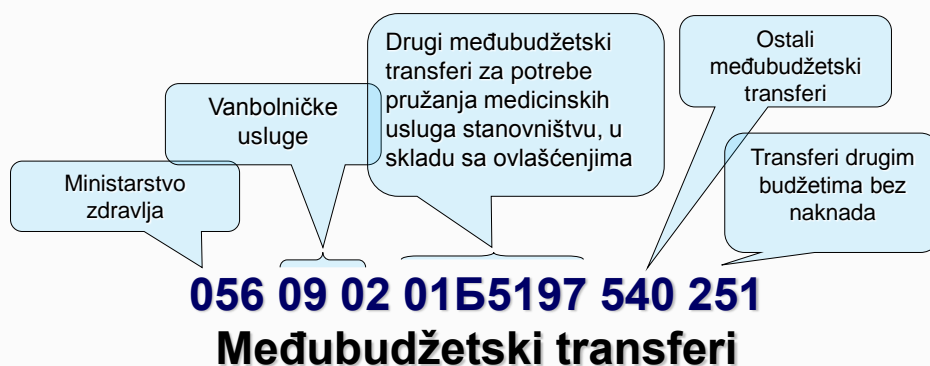 Ministarstvo
zdravlja
Vanbolničke
usluge
Drugi međubudžetski
transferi za potrebe
pružanja medicinskih
usluga stanovništvu, u
skladu sa ovlašćenjima
Ostali
međubudžetski
transferi
Transferi drugim
budžetima bez
naknada
056 09 02 01Б5197 540 251
Međubudžetski transferi